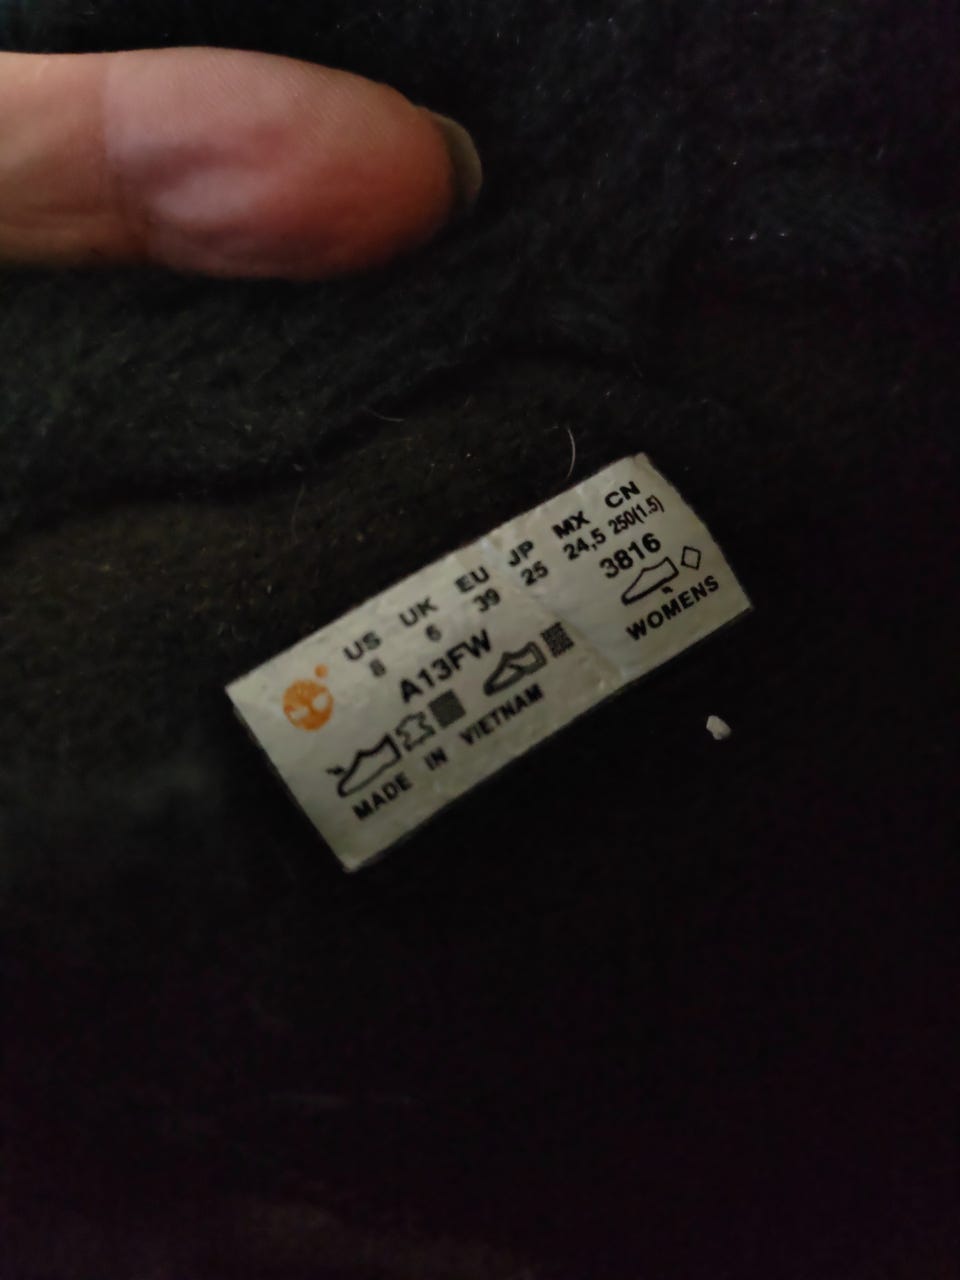 US UK EU JP MX CN
8 6 39 25 24,5 250(1.5)
A13FW 3816
MADE IN VIETNAM WOMENS